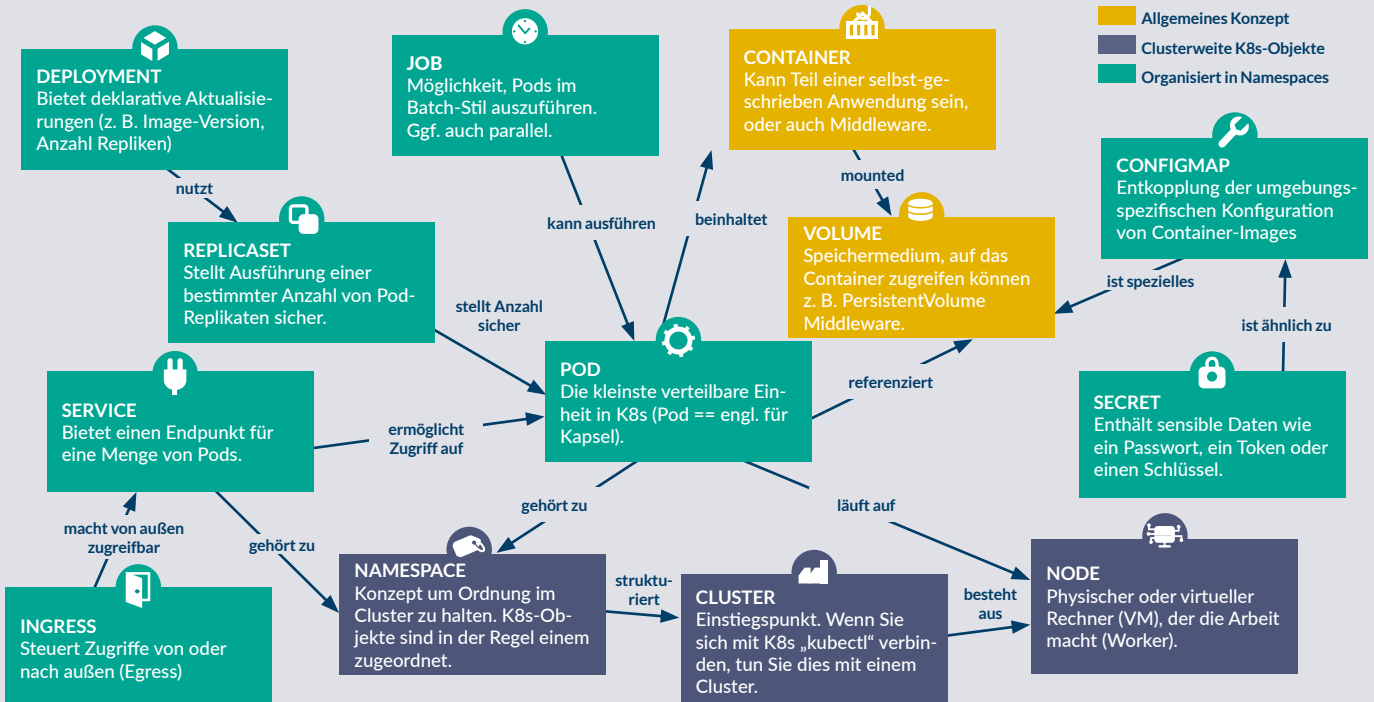 Allgemeines Konzept
Clusterweite K8s-Objekte
Organisiert in Namespaces
DEPLOYMENT
Bietet deklarative Aktualisie-
rungen (z. B. Image-Version,
Anzahl Repliken)
JOB
Möglichkeit, Pods im
Batch-Stil auszuführen.
Ggf. auch parallel.
CONTAINER
Kann Teil einer selbst-ge-
schrieben Anwendung sein,
oder auch Middleware.
CONFIGMAP
Entkopplung der umgebungs-
spezifischen Konfiguration
von Container-Images
nutzt
kann ausführen
beinhaltet
mounted
REPLICASET
Stellt Ausführung einer
bestimmter Anzahl von Pod-
Replikaten sicher.
VOLUME
Speichermedium, auf das
Container zugreifen können
z. B. PersistentVolume
Middleware.
ist spezielles
stellt Anzahl
sicher
ist ähnlich zu
POD
Die kleinste verteilbare Ein-
heit in K8s (Pod == engl. für
Kapsel).
referenziert
SERVICE
Bietet einen Endpunkt für
eine Menge von Pods.
ermöglicht
Zugriff auf
SECRET
Enthält sensible Daten wie
ein Passwort, ein Token oder
einen Schlüssel.
macht von außen
zugreifbar
gehört zu
gehört zu
läuft auf
INGRESS
Steuert Zugriffe von oder
nach außen (Egress)
NAMESPACE
Konzept um Ordnung im
Cluster zu halten. K8s-Ob-
jekte sind in der Regel einem
zugeordnet.
struktu-
riert
CLUSTER
Einstiegspunkt. Wenn Sie
sich mit K8s „kubectl“ verbin-
den, tun Sie dies mit einem
Cluster.
besteht
aus
NODE
Physischer oder virtueller
Rechner (VM), der die Arbeit
macht (Worker).